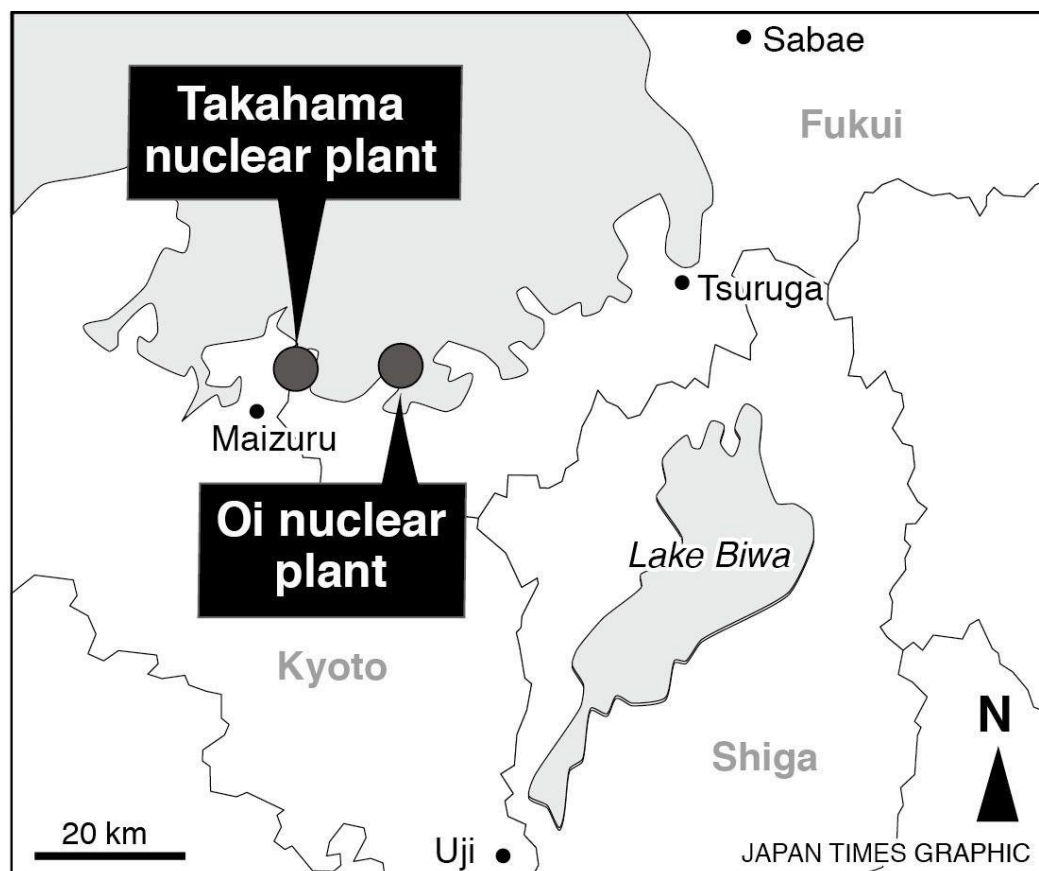 Sabae
Takahama
nuclear plant
Fukui
Tsuruga
Maizuru
Oi nuclear
plant
Lake Biwa
Kyoto
Shiga
N
20 km
Uji
JAPAN TIMES GRAPHIC